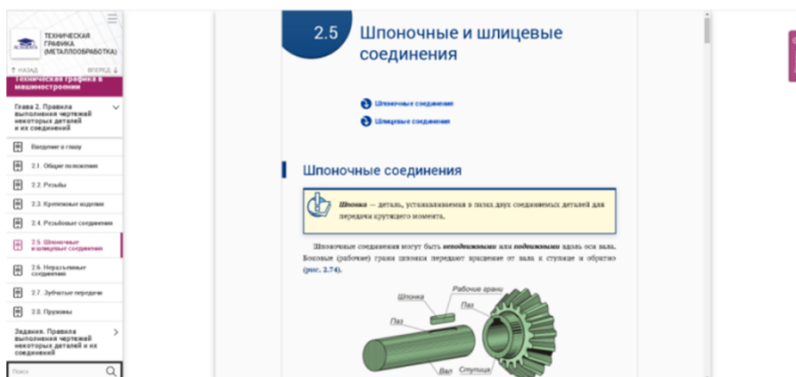 ТЕХНИЧЕСКАЯ
ГРАФИКА
(МЕТАЛЛООБРАБОТКА)
НАЗАД
ВПЕРЕД
Техническая графика в
машиностроении
Глава 2. Правила
выполнения чертежей
некоторых деталей
и их соединений
Введение в главу
2.1. Общие положения
2.2. Резьбы
2.3. Крепежные изделия
2.4. Резьбовые соединения
2.5. Шпоночные
и шлицевые соединения
2.6. Неразъемные
соединения
2.7. Зубчатые передачи
2.8. Пружины
Задания. Правила
выполнения чертежей
некоторых деталей и их
соединений
Поиск
2.5
Шпоночные и шлицевые
соединения
Шпоночные соединения
Шлицевые соединения
Шпоночные соединения
Шпонка — деталь, устанавливаемая в пазах двух соединяемых деталей для
передачи крутящего момента.
Шпоночные соединения могут быть неподвижными или подвижными вдоль оси вала.
Боковые (рабочие) грани шпонки передают вращение от вала к ступице и обратно
(рис. 2.74).
Шпонка
Рабочие грани
Паз
Паз
Вал
Ступица